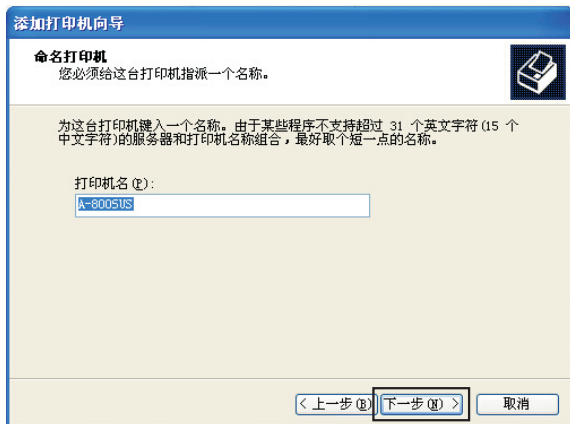 添加打印机向导
命名打印机
您必须给这台打印机指派一个名称。
为这台打印机键入一个名称。由于某些程序不支持超过 31 个英文字符(15 个
中文字符)的服务器和打印机名称组合，最好取个短一点的名称。
打印机名(P):
A-8005US
< 上一步(B) 下一步(N) > 取消